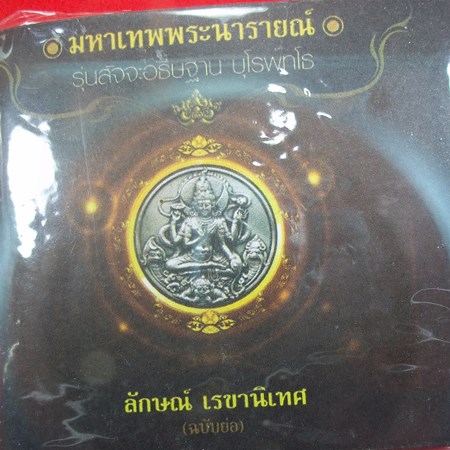 มหาเทพพระนารายณ์
รุ่นสัจจะอธิษฐาน บุโรพุทโธ
ลักษณ์ เรขานิเทศ
(ฉบับย่อ)